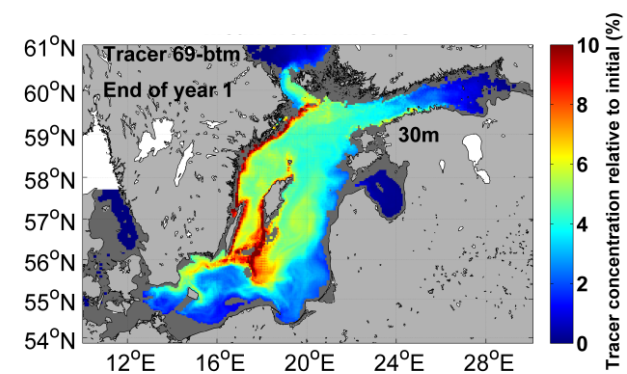 Tracer 69-btm
End of year 1
30m
61°N
60°N
59°N
58°N
57°N
56°N
55°N
54°N
12°E
16°E
20°E
24°E
28°E
10
8
6
4
2
0
Tracer concentration relative to initial (%)